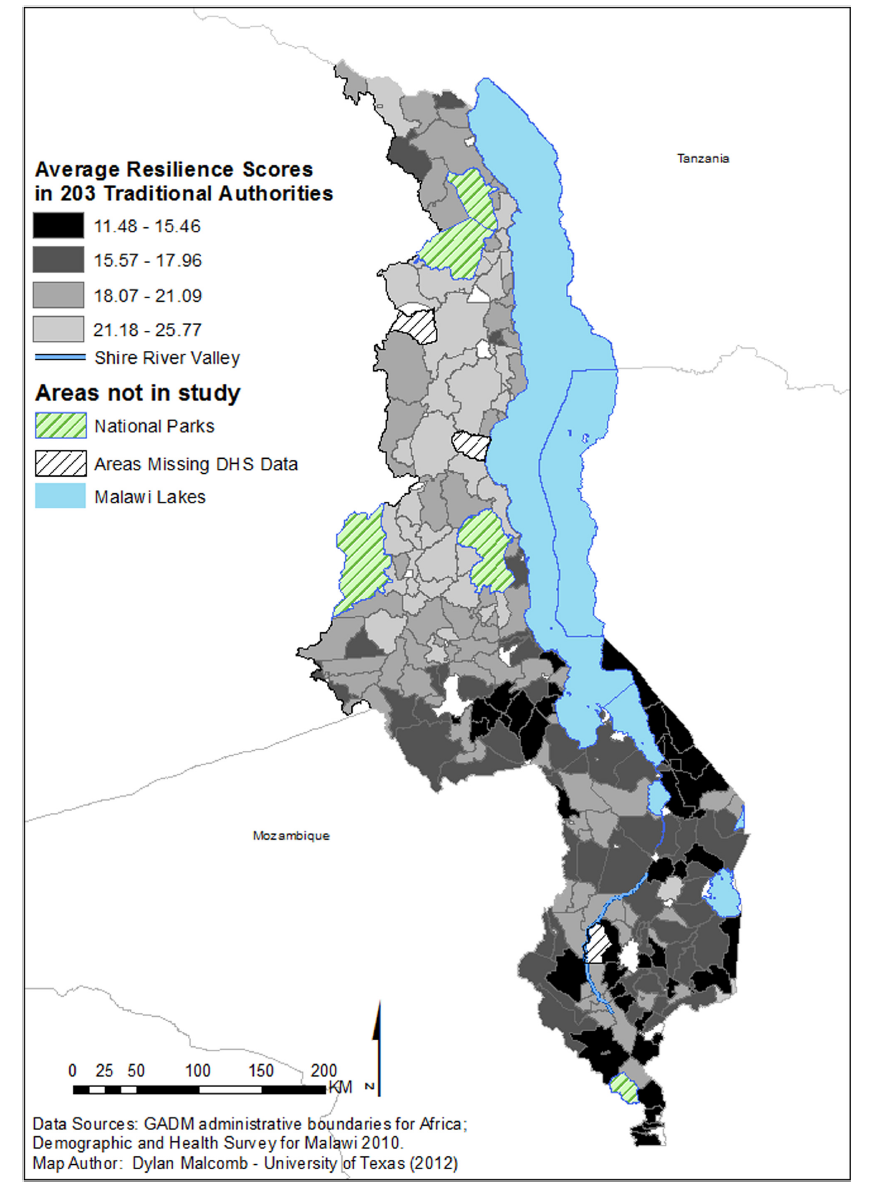 Tanzania
Average Resilience Scores
in 203 Traditional Authorities
11.48 - 15.46
15.57 - 17.96
18.07 - 21.09
21.18 - 25.77
Shire River Valley
Areas not in study
National Parks
Areas Missing DHS Data
Malawi Lakes
Mozambique
0 25 50 100 150 200
KM
N
Data Sources: GADM administrative boundaries for Africa;
Demographic and Health Survey for Malawi 2010.
Map Author: Dylan Malcomb - University of Texas (2012)